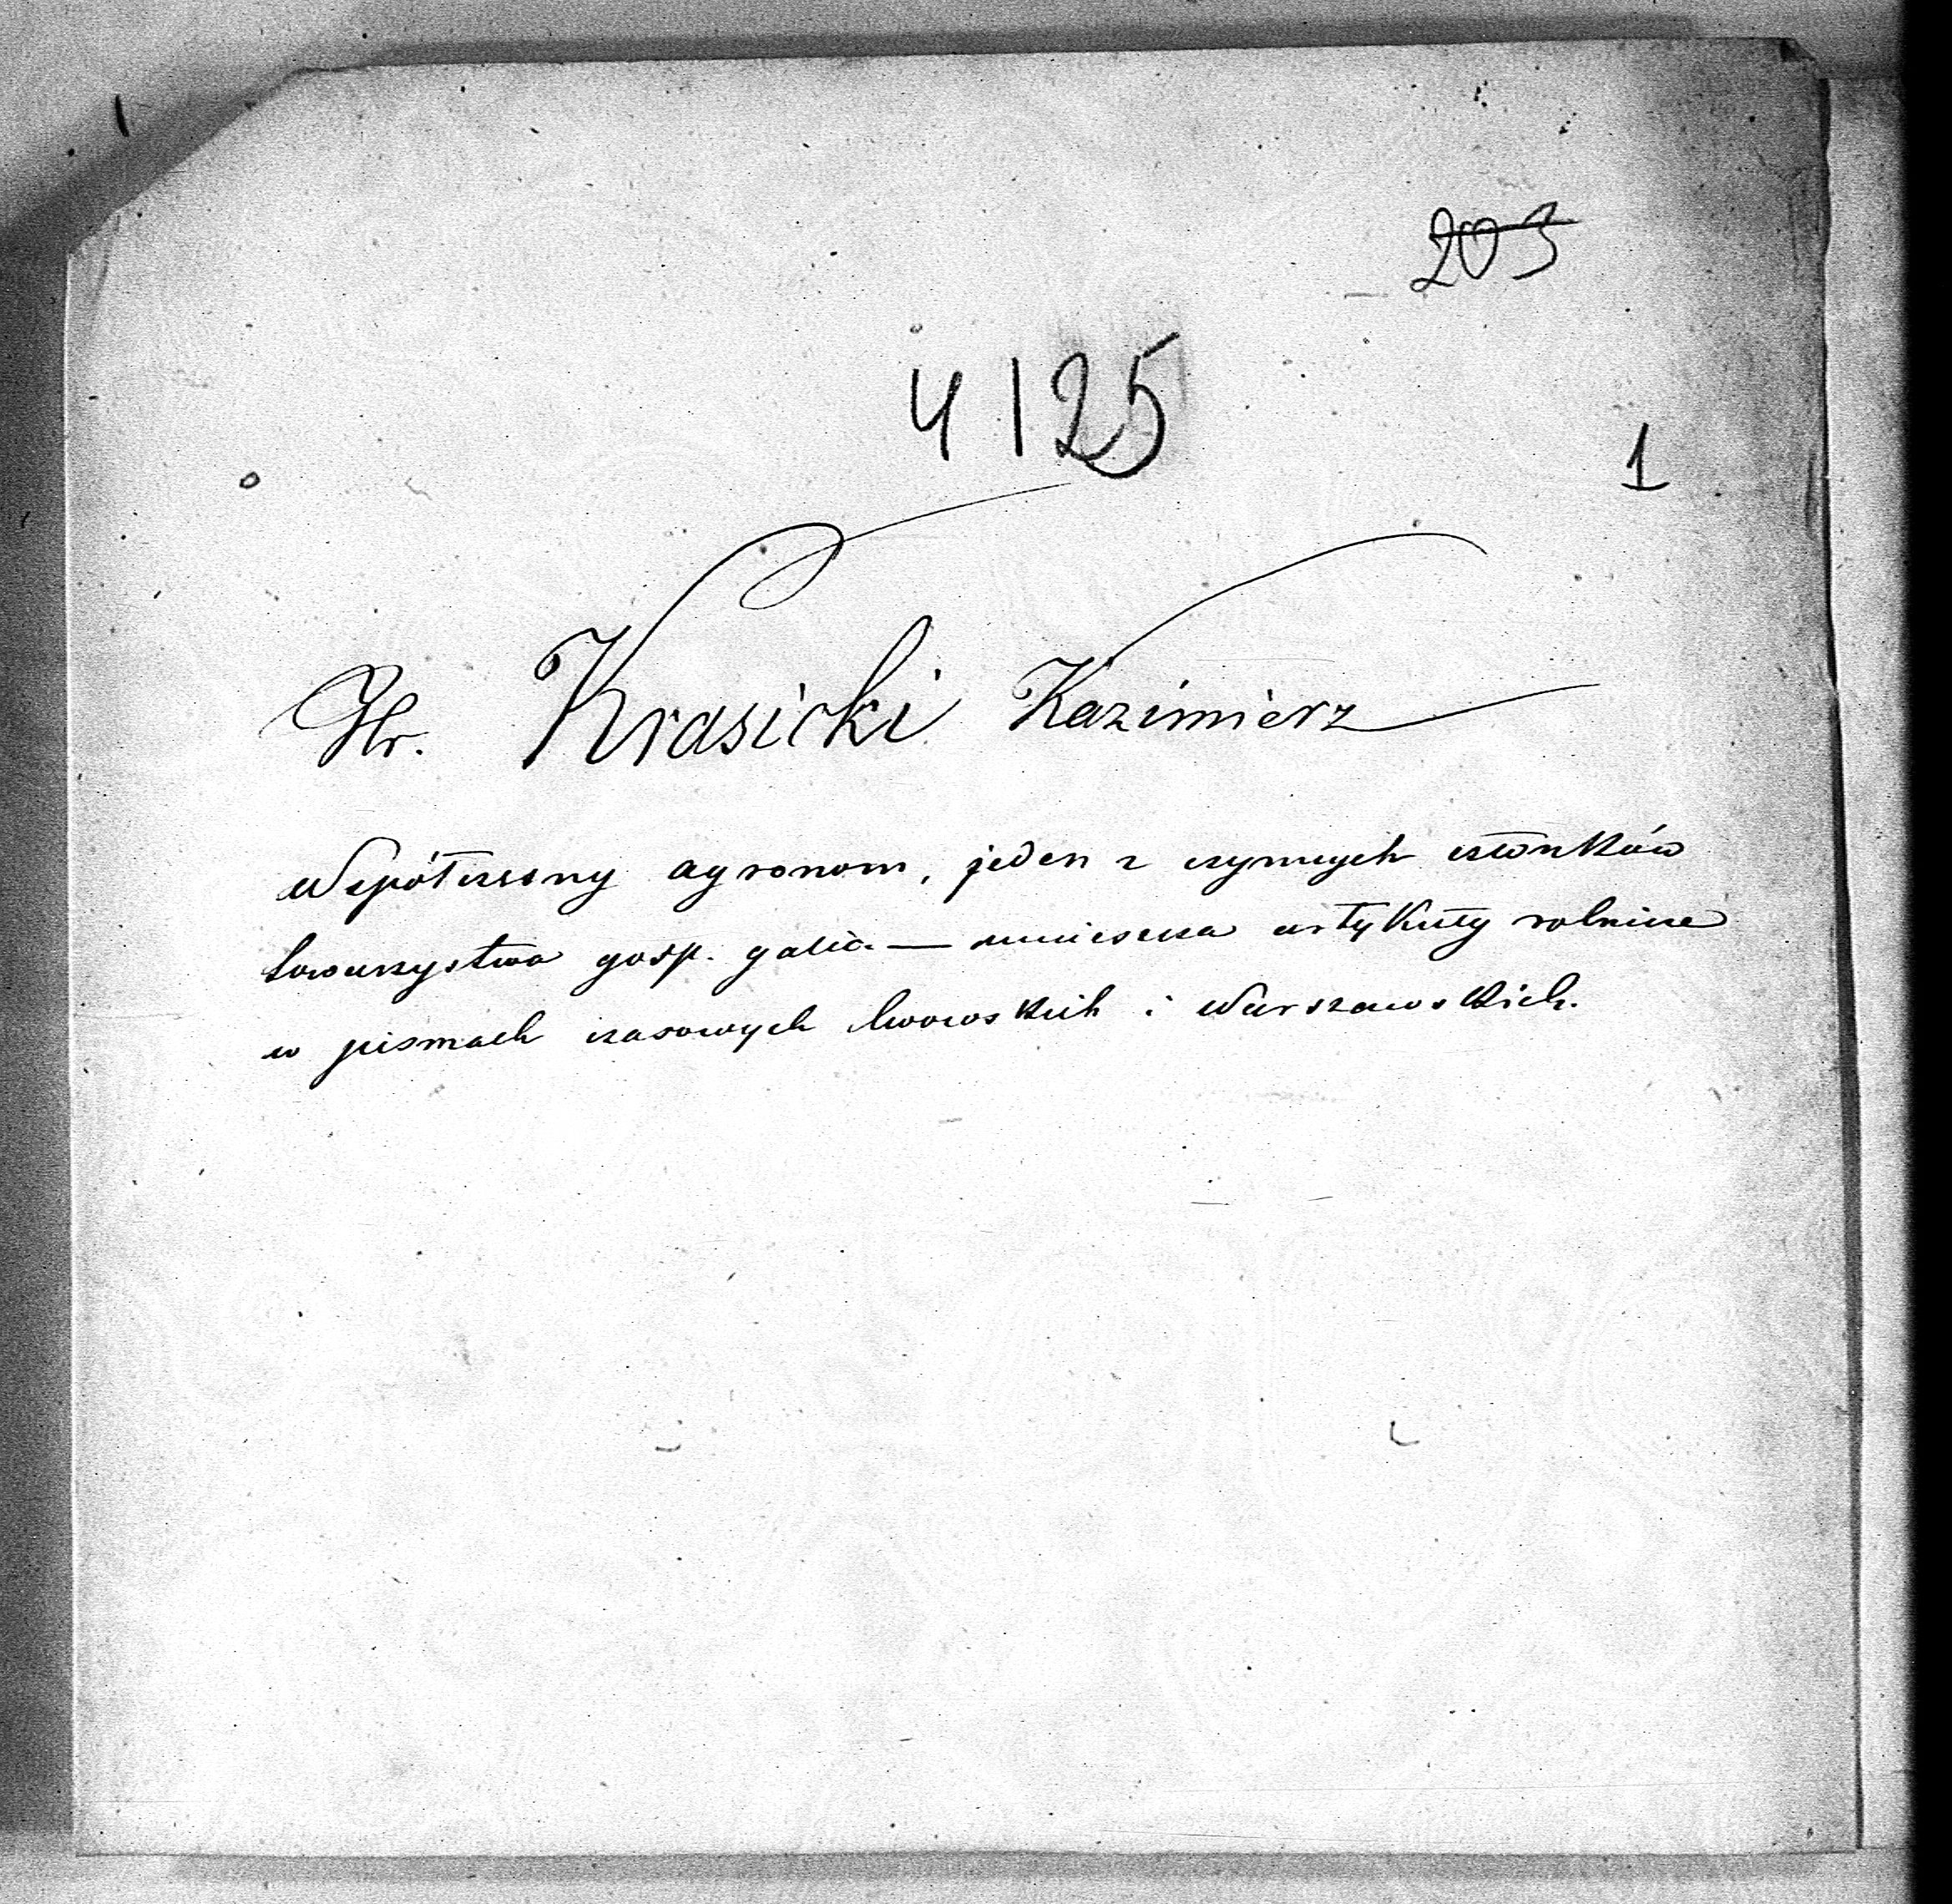 203
4125
1
Hr. Krasicki Kazimierz
Współczesny agronom, jeden z czynnych członków
towarzystwa gosp. galic. — umieszcza artykuły rolnicze
w pismach czasowych lwowskich i Warszawskich.